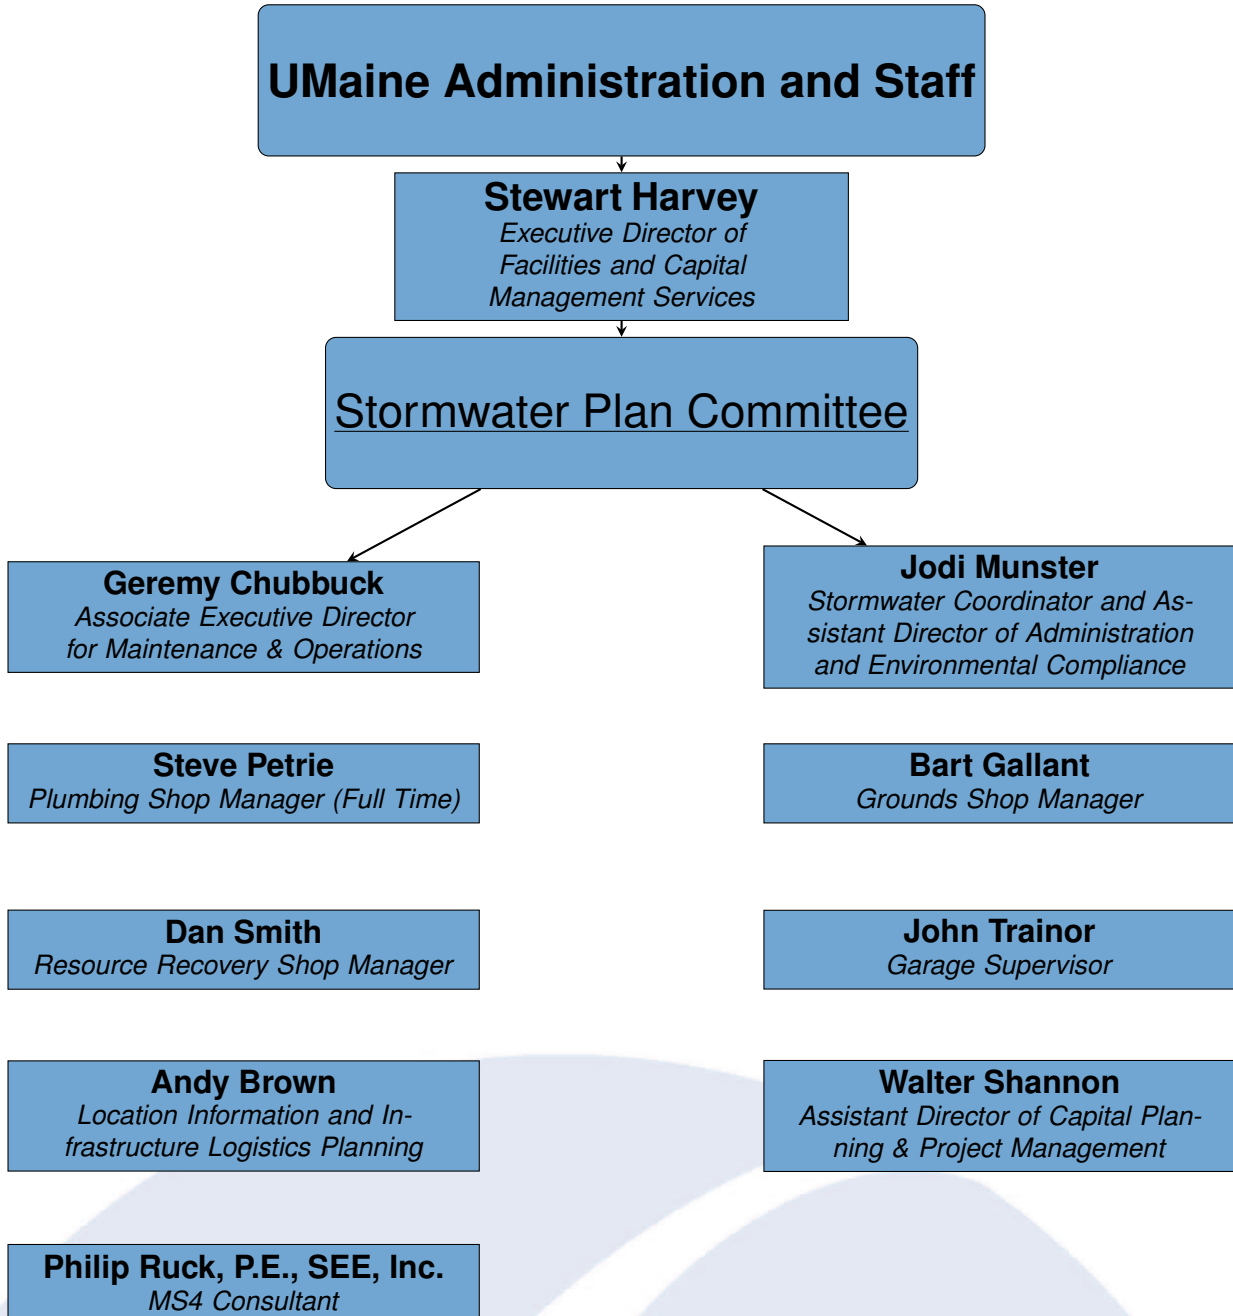 UMaine Administration and Staff
Stewart Harvey
Executive Director of
Facilities and Capital
Management Services
Stormwater Plan Committee
Geremy Chubbuck
Associate Executive Director
for Maintenance & Operations
Jodi Munster
Stormwater Coordinator and As-
sistant Director of Administration
and Environmental Compliance
Steve Petrie
Plumbing Shop Manager (Full Time)
Bart Gallant
Grounds Shop Manager
Dan Smith
Resource Recovery Shop Manager
John Trainor
Garage Supervisor
Andy Brown
Location Information and In-
frastructure Logistics Planning
Walter Shannon
Assistant Director of Capital Plan-
ning & Project Management
Philip Ruck, P.E., SEE, Inc.
MS4 Consultant